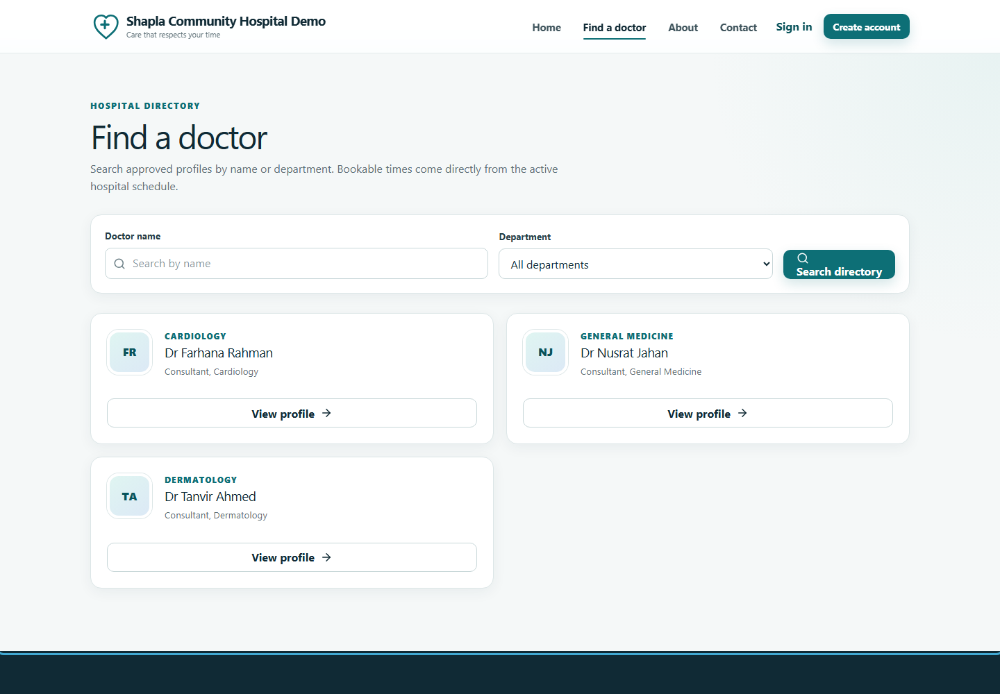 Shapla Community Hospital Demo
Care that respects your time
Home
Find a doctor
About
Contact
Sign in
Create account
HOSPITAL DIRECTORY
Find a doctor
Search approved profiles by name or department. Bookable times come directly from the active
hospital schedule.
Doctor name
Search by name
Department
All departments
Search directory
FR
CARDIOLOGY
Dr Farhana Rahman
Consultant, Cardiology
View profile
NJ
GENERAL MEDICINE
Dr Nusrat Jahan
Consultant, General Medicine
View profile
TA
DERMATOLOGY
Dr Tanvir Ahmed
Consultant, Dermatology
View profile